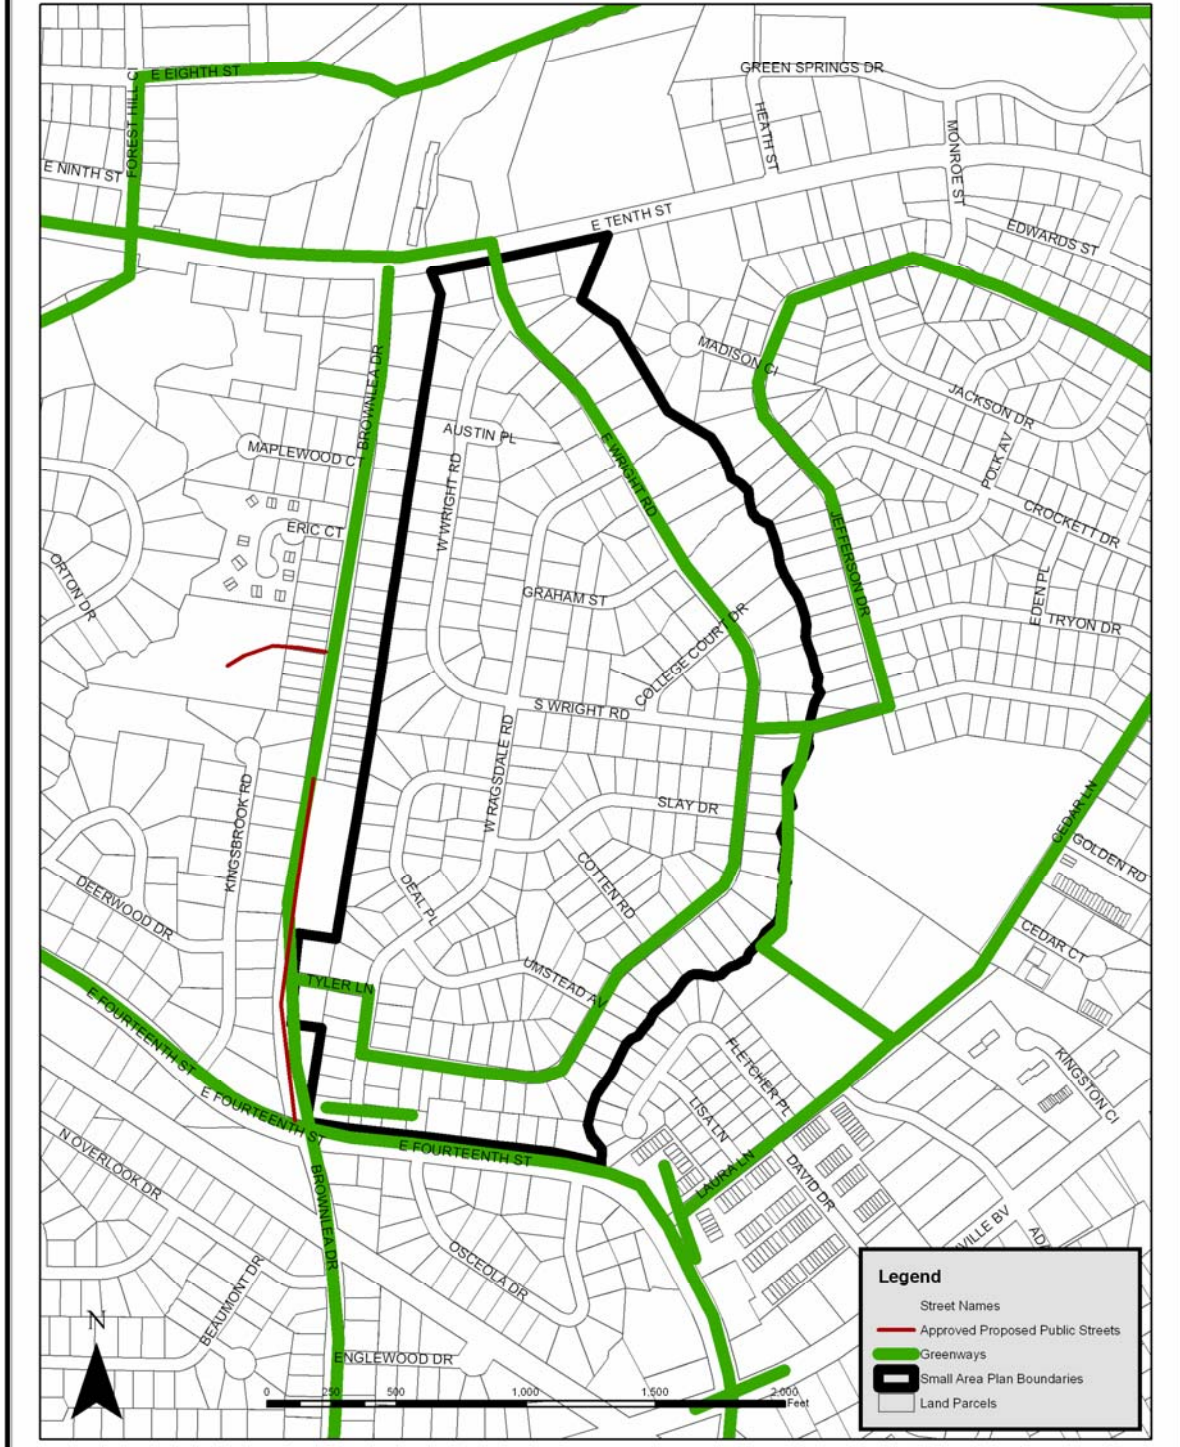 E EIGHTH ST
FOREST HILL CI
GREEN SPRINGS DR
HEATH ST
MONROE ST
E NINTH ST
E TENTH ST
EDWARDS ST
MADISON CI
JACKSON DR
BROWNLEA DR
AUSTIN PL
MAPLEWOOD CT
W WRIGHT RD
E WRIGHT RD
POLK AV
CROCKETT DR
ERIC CT
JEFFERSON DR
ORTON DR
GRAHAM ST
EDEN PL
TRYON DR
COLLEGE COURT DR
S WRIGHT RD
W RAGSDALE RD
KINGSBROOK RD
SLAY DR
CEDAR LN
GOLDEN RD
DEERWOOD DR
DEAL PL
COTTEN RD
CEDAR CT
UMSTEAD AV
TYLER LN
E FOURTEENTH ST
FLETCHER PL
KINGSTON CI
E FOURTEENTH ST
LISA LN
E FOURTEENTH ST
N OVERLOOK DR
LAURA LN
DAVID DR
BROWNLEA DR
VILLE BV
ADA
OSCEOLA DR
BEAUMONT DR
ENGLEWOOD DR
N
0 250 500 1,000 1,500 2,000
Feet
Legend
Street Names
Approved Proposed Public Streets
Greenways
Small Area Plan Boundaries
Land Parcels